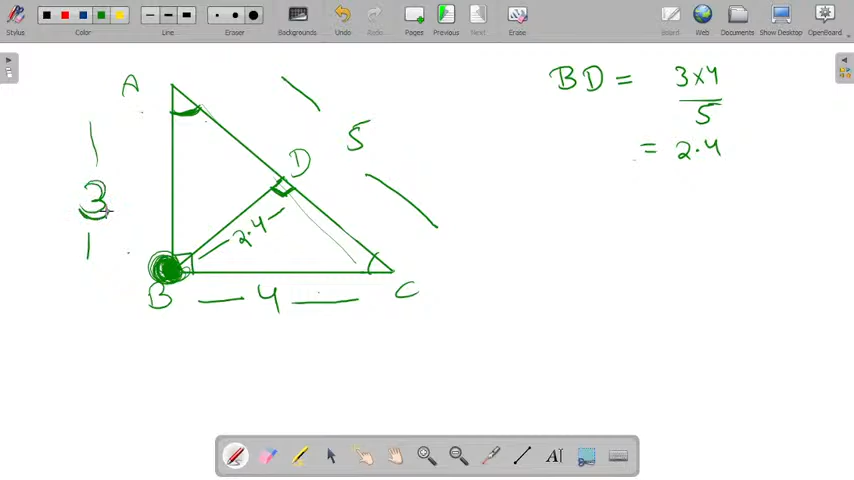 Stylus
Color
Line
Eraser
Backgrounds
Undo
Redo
Pages
Previous
Next
Erase
Board
Web
Documents
Show Desktop
OpenBoard
A
BD = 3×4
5
= 2.4
5
D
3
2.4
B
4
C